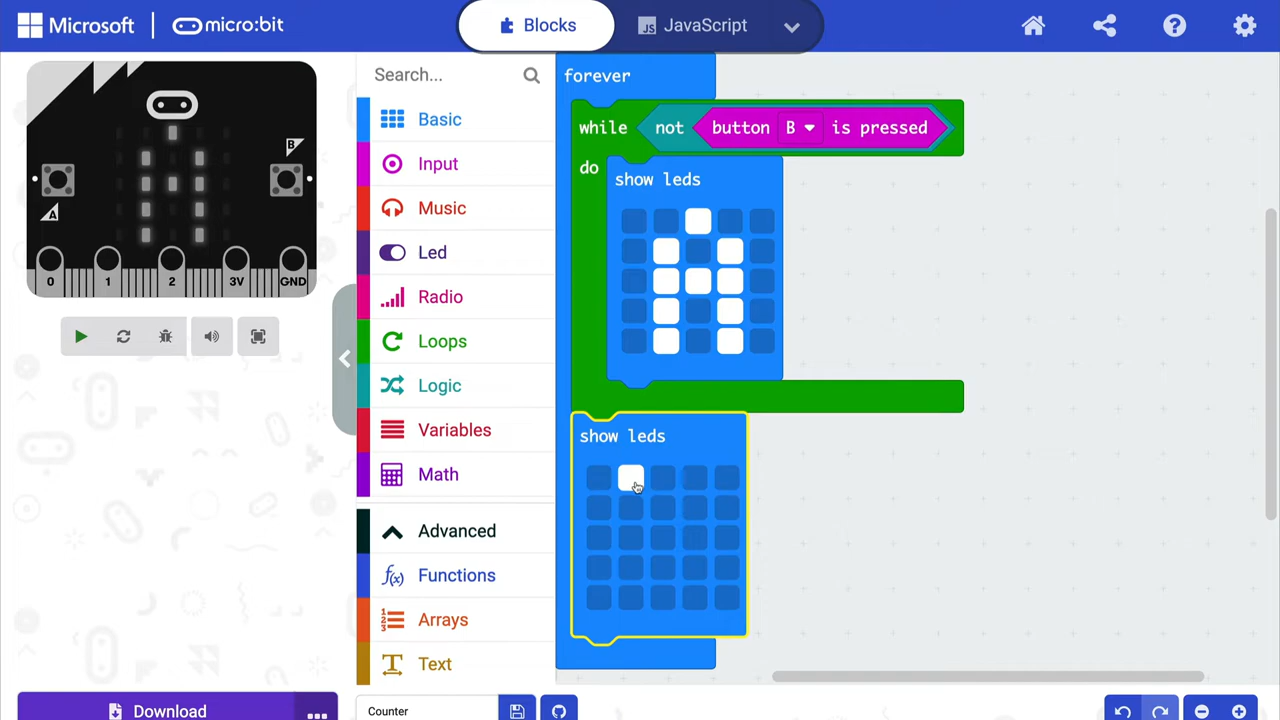 Microsoft
micro:bit
Blocks
JavaScript
B
A
0 1 2 3V GND
Search...
Basic
Input
Music
Led
Radio
Loops
Logic
Variables
Math
Advanced
Functions
Arrays
Text
forever
while not button B is pressed
do
show leds
show leds
Download
...
Counter